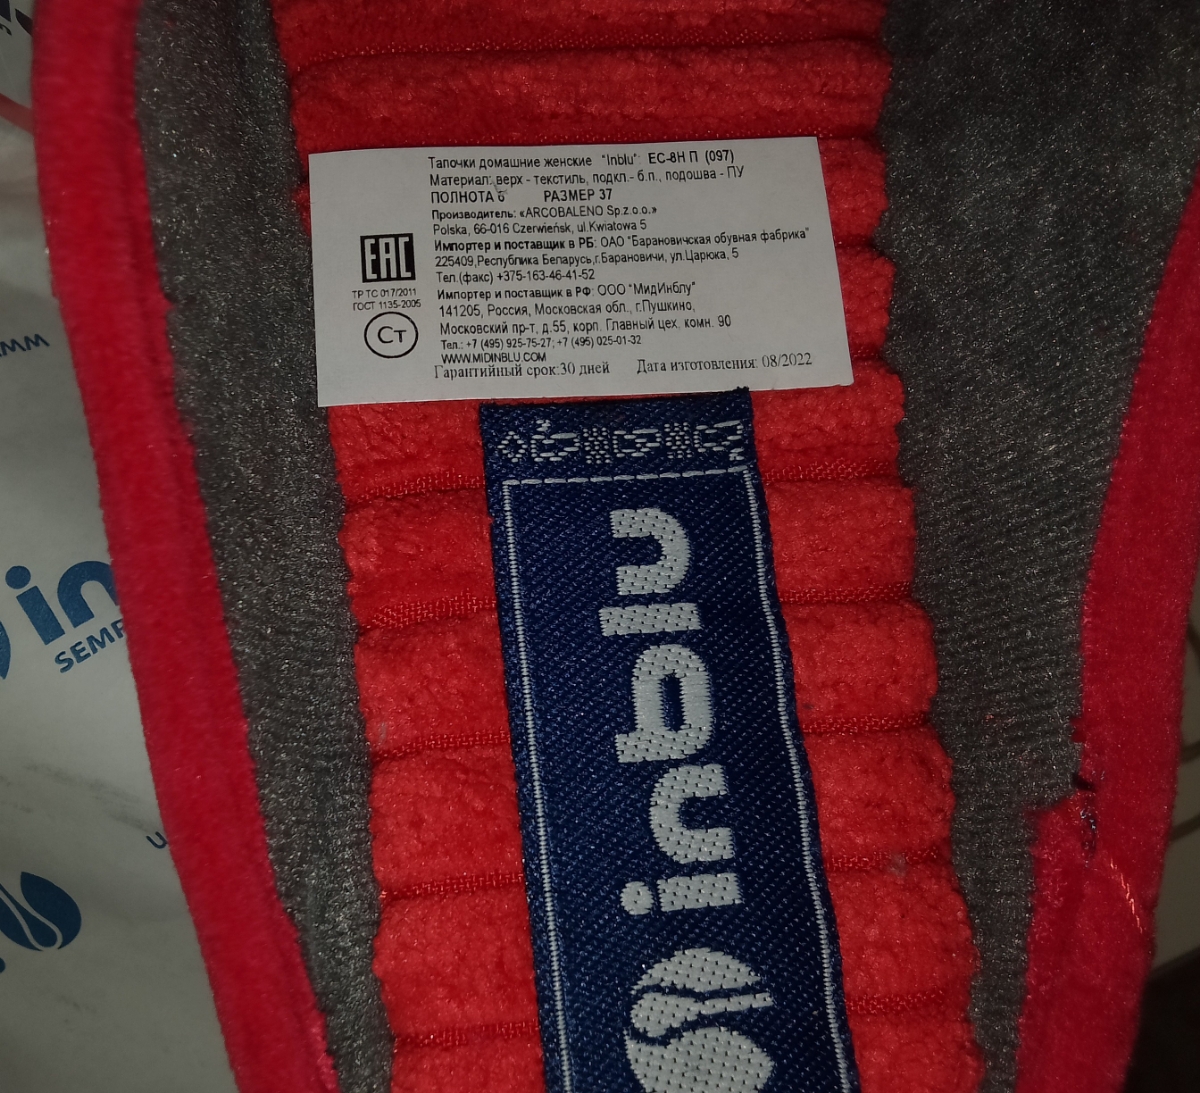 Тапочки домашние женские "Inblu": ЕС-8Н П (097)
Материал: верх - текстиль, подкл.- б.п., подошва - ПУ
ПОЛНОТА 6 РАЗМЕР 37
Производитель: «ARCOBALENO Sp.z.o.o.»
Polska, 66-016 Czerwieńsk, ul.Kwiatowa 5
Импортер и поставщик в РБ: ОАО "Барановичская обувная фабрика"
225409,Республика Беларусь,г.Барановичи, ул.Царюка, 5
Тел.(факс) +375-163-46-41-52
Импортер и поставщик в РФ: ООО "МидИнблу"
141205, Россия, Московская обл., г.Пушкино,
Московский пр-т, д.55, корп. Главный цех. комн. 90
Тел.: +7 (495) 925-75-27; +7 (495) 025-01-32
WWW.MIDINBLU.COM
Гарантийный срок:30 дней Дата изготовления: 08/2022
EAC
ТР ТС 017/2011
ГОСТ 1135-2005
Ст
inblu
in
SEMP